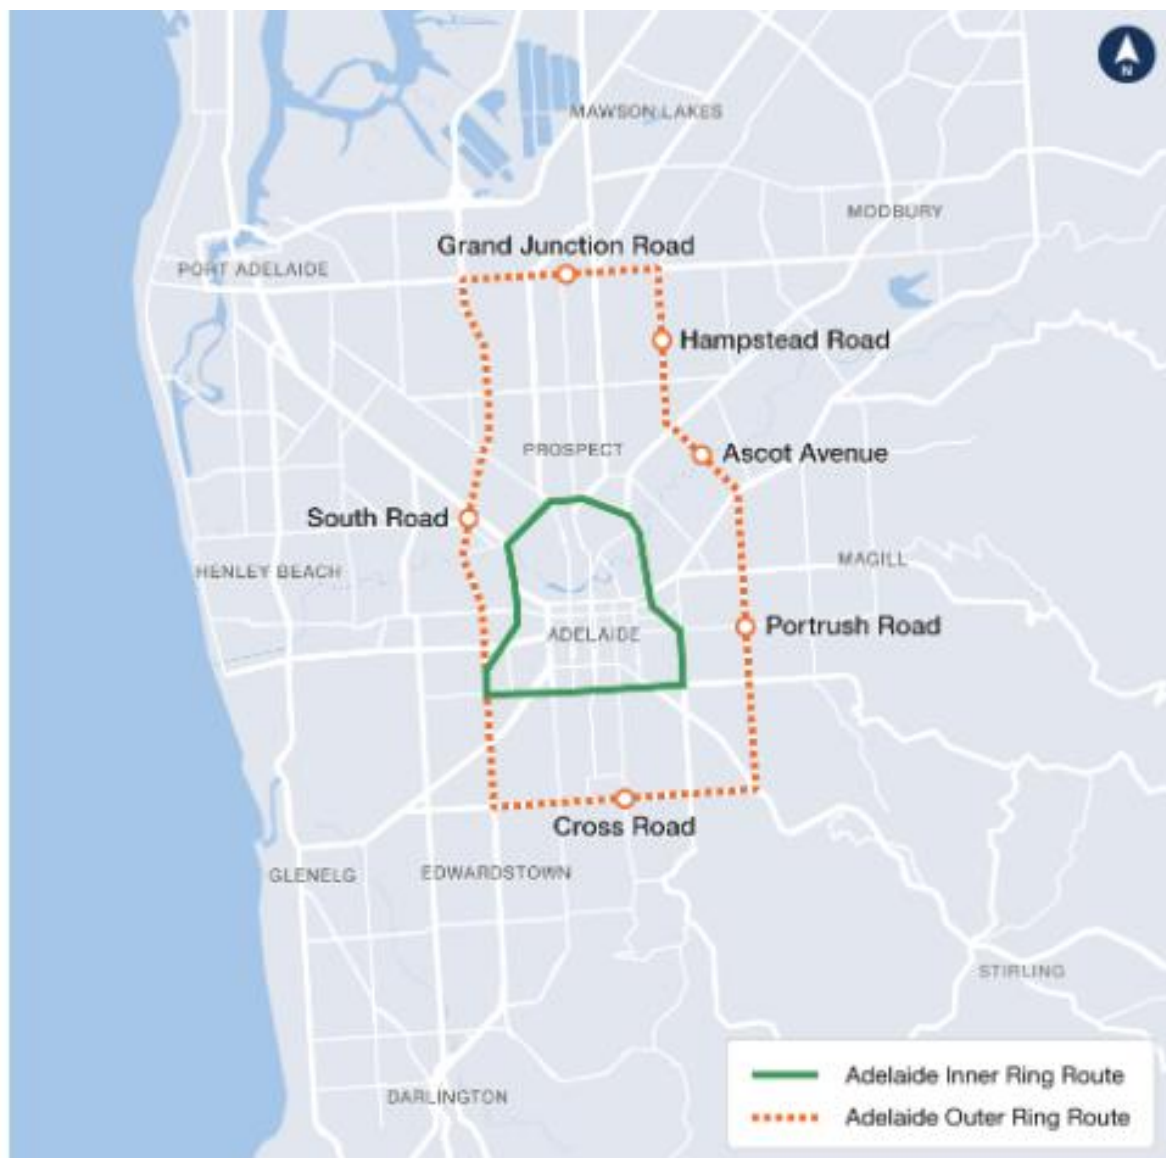 N
MAWSON LAKES
MODBURY
Grand Junction Road
PORT ADELAIDE
Hampstead Road
PROSPECT
Ascot Avenue
South Road
MAGILL
HENLEY BEACH
Portrush Road
ADELAIDE
Cross Road
GLENELG
EDWARDSTOWN
STIRLING
Adelaide Inner Ring Route
DARLINGTON
Adelaide Outer Ring Route